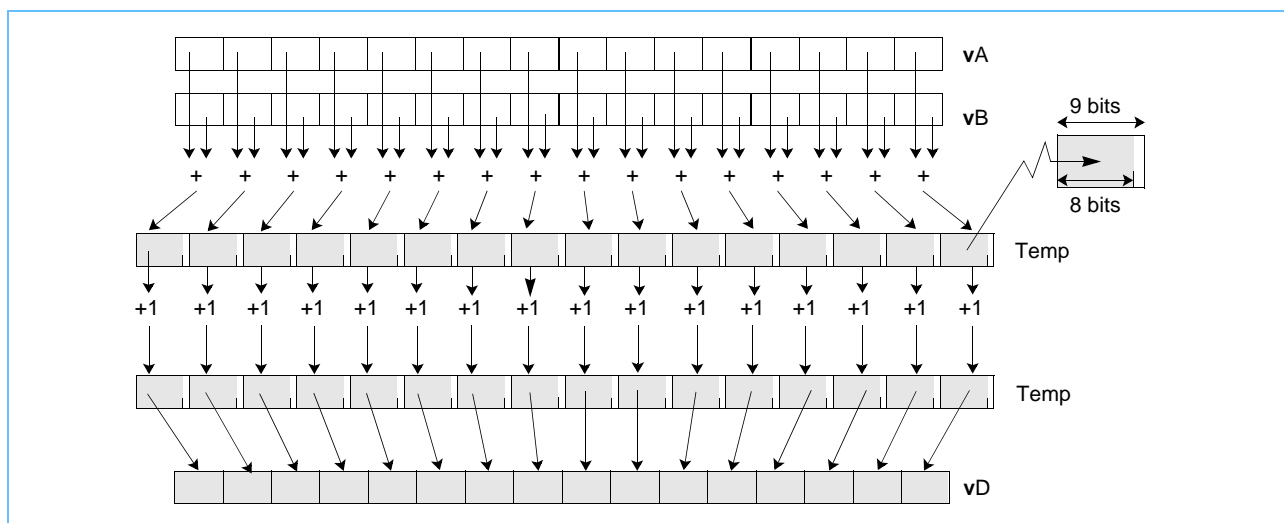 vA
vB
9 bits
+ + + + + + + + + + + + + + + +
8 bits
Temp
+1 +1 +1 +1 +1 +1 +1 +1 +1 +1 +1 +1 +1 +1 +1 +1
Temp
vD